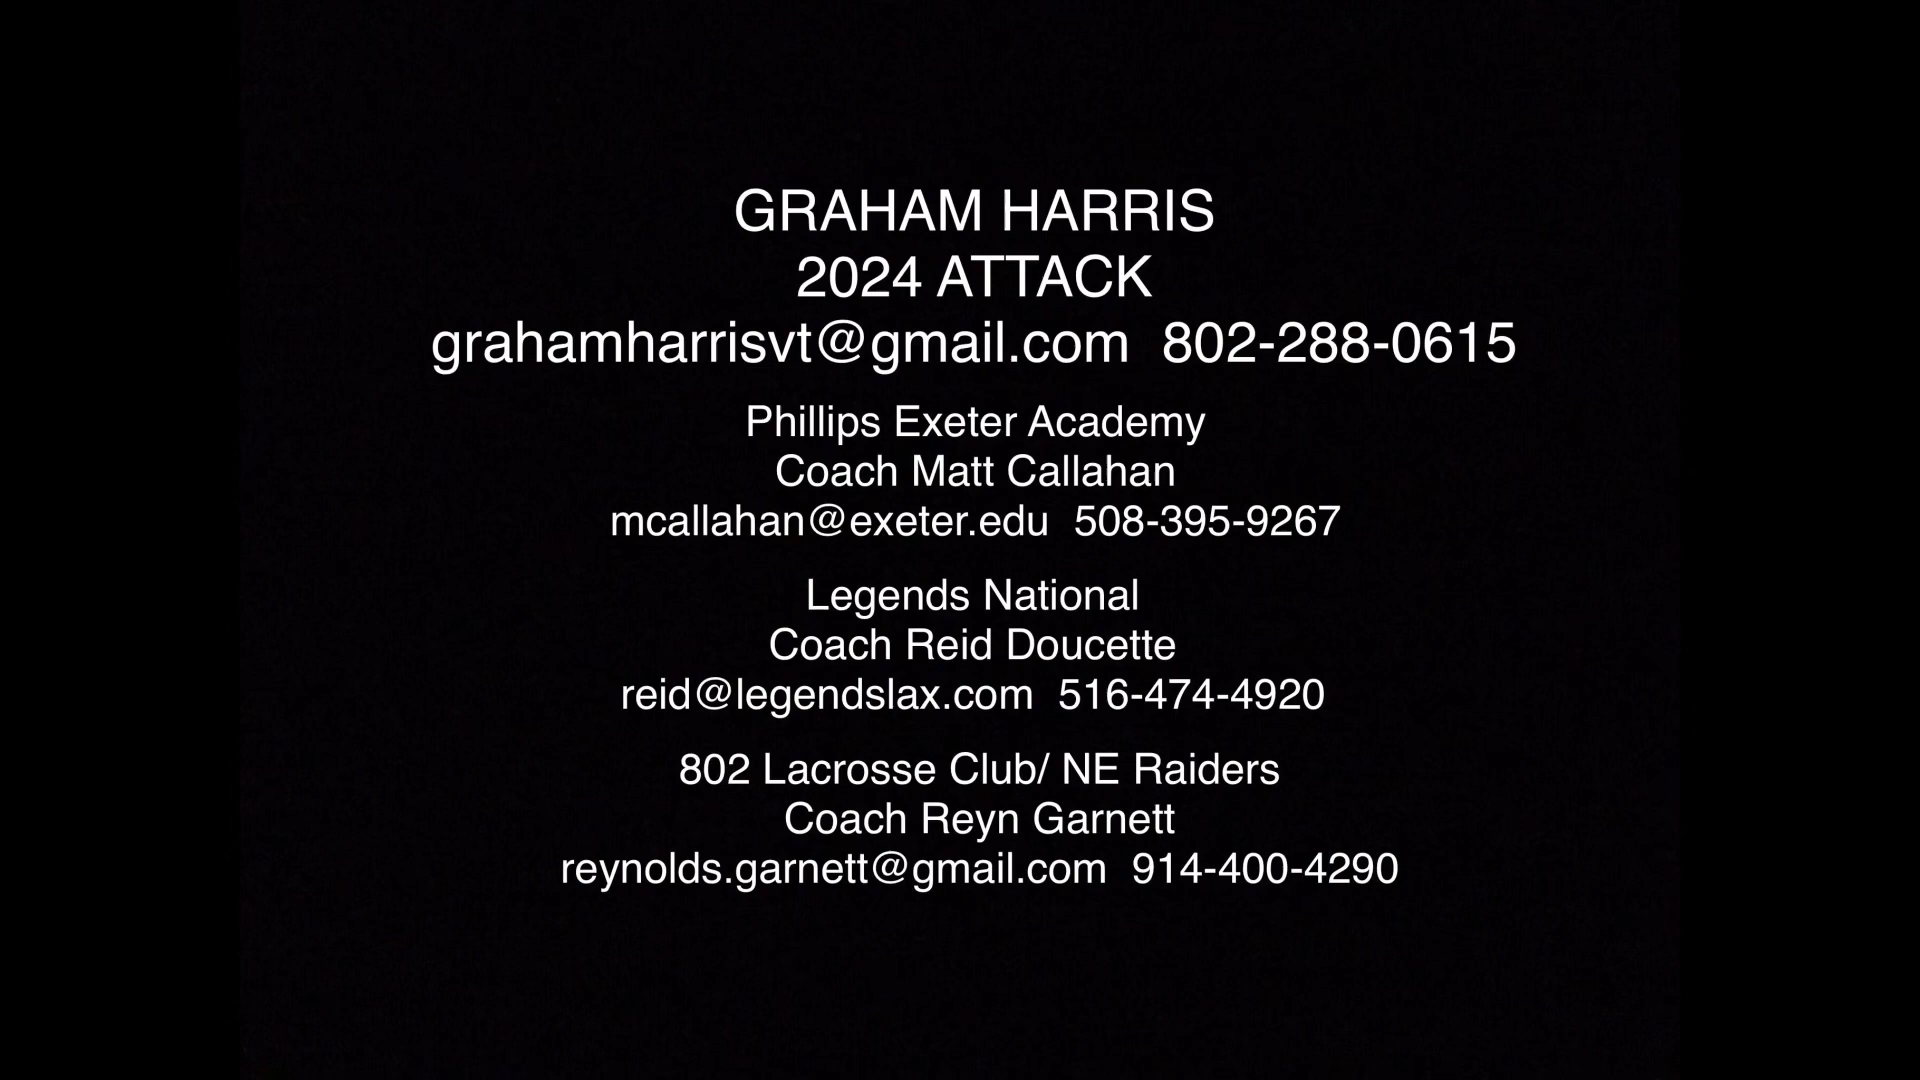 GRAHAM HARRIS
2024 ATTACK
grahamharrisvt@gmail.com 802-288-0615
Phillips Exeter Academy
Coach Matt Callahan
mcallahan@exeter.edu 508-395-9267
Legends National
Coach Reid Doucette
reid@legendslax.com 516-474-4920
802 Lacrosse Club/ NE Raiders
Coach Reyn Garnett
reynolds.garnett@gmail.com 914-400-4290